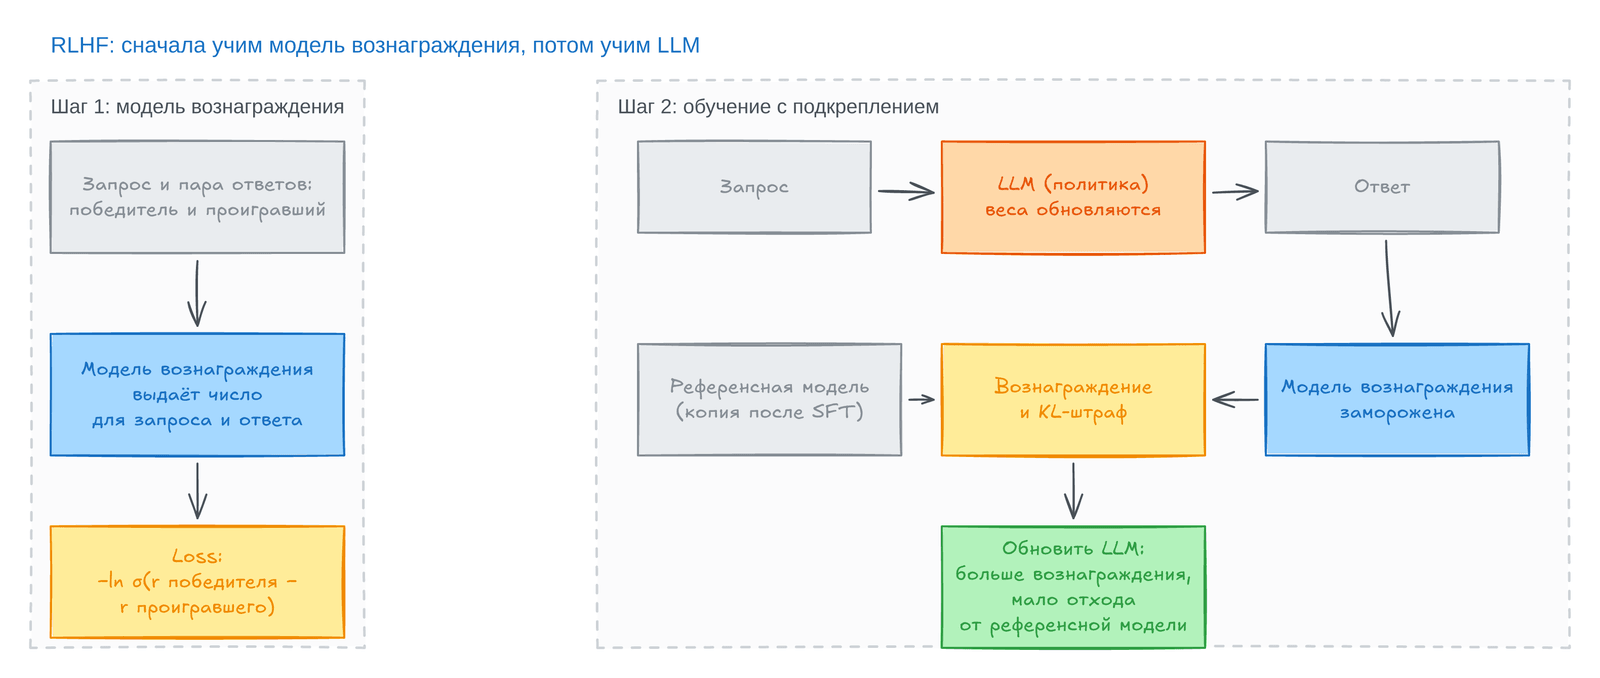 RLHF: сначала учим модель вознаграждения, потом учим LLM
Шаг 1: модель вознаграждения
Запрос и пара ответов:
победитель и проигравший
Модель вознаграждения
выдаёт число
для запроса и ответа
Loss:
−ln σ(r победителя −
r проигравшего)
Шаг 2: обучение с подкреплением
Запрос
LLM (политика)
веса обновляются
Ответ
Референсная модель
(копия после SFT)
Вознаграждение
и KL-штраф
Модель вознаграждения
заморожена
Обновить LLM:
больше вознаграждения,
мало отхода
от референсной модели